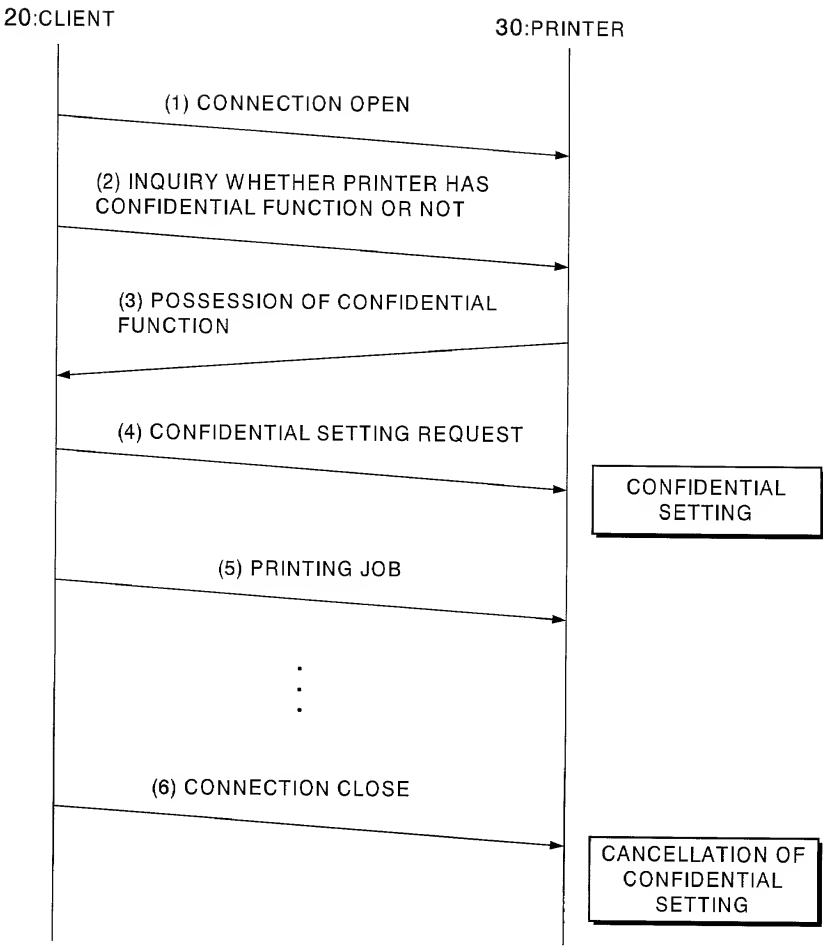 20:CLIENT
30:PRINTER
(1) CONNECTION OPEN
(2) INQUIRY WHETHER PRINTER HAS
CONFIDENTIAL FUNCTION OR NOT
(3) POSSESSION OF CONFIDENTIAL
FUNCTION
(4) CONFIDENTIAL SETTING REQUEST
CONFIDENTIAL
SETTING
(5) PRINTING JOB
(6) CONNECTION CLOSE
CANCELLATION OF
CONFIDENTIAL
SETTING